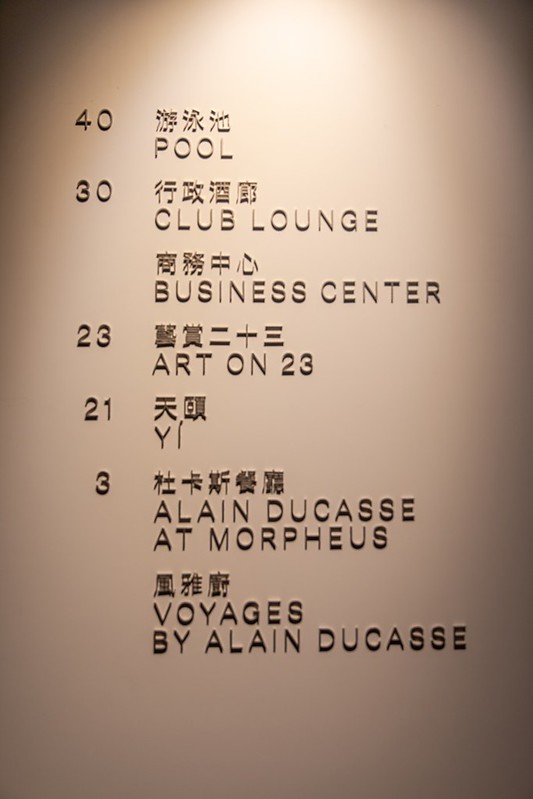 40 游泳池
POOL
30 行政酒廊
CLUB LOUNGE
商務中心
BUSINESS CENTER
23 藝賞二十三
ART ON 23
21 天頤
YÍ
3 杜卡斯餐廳
ALAIN DUCASSE
AT MORPHEUS
風雅廚
VOYAGES
BY ALAIN DUCASSE